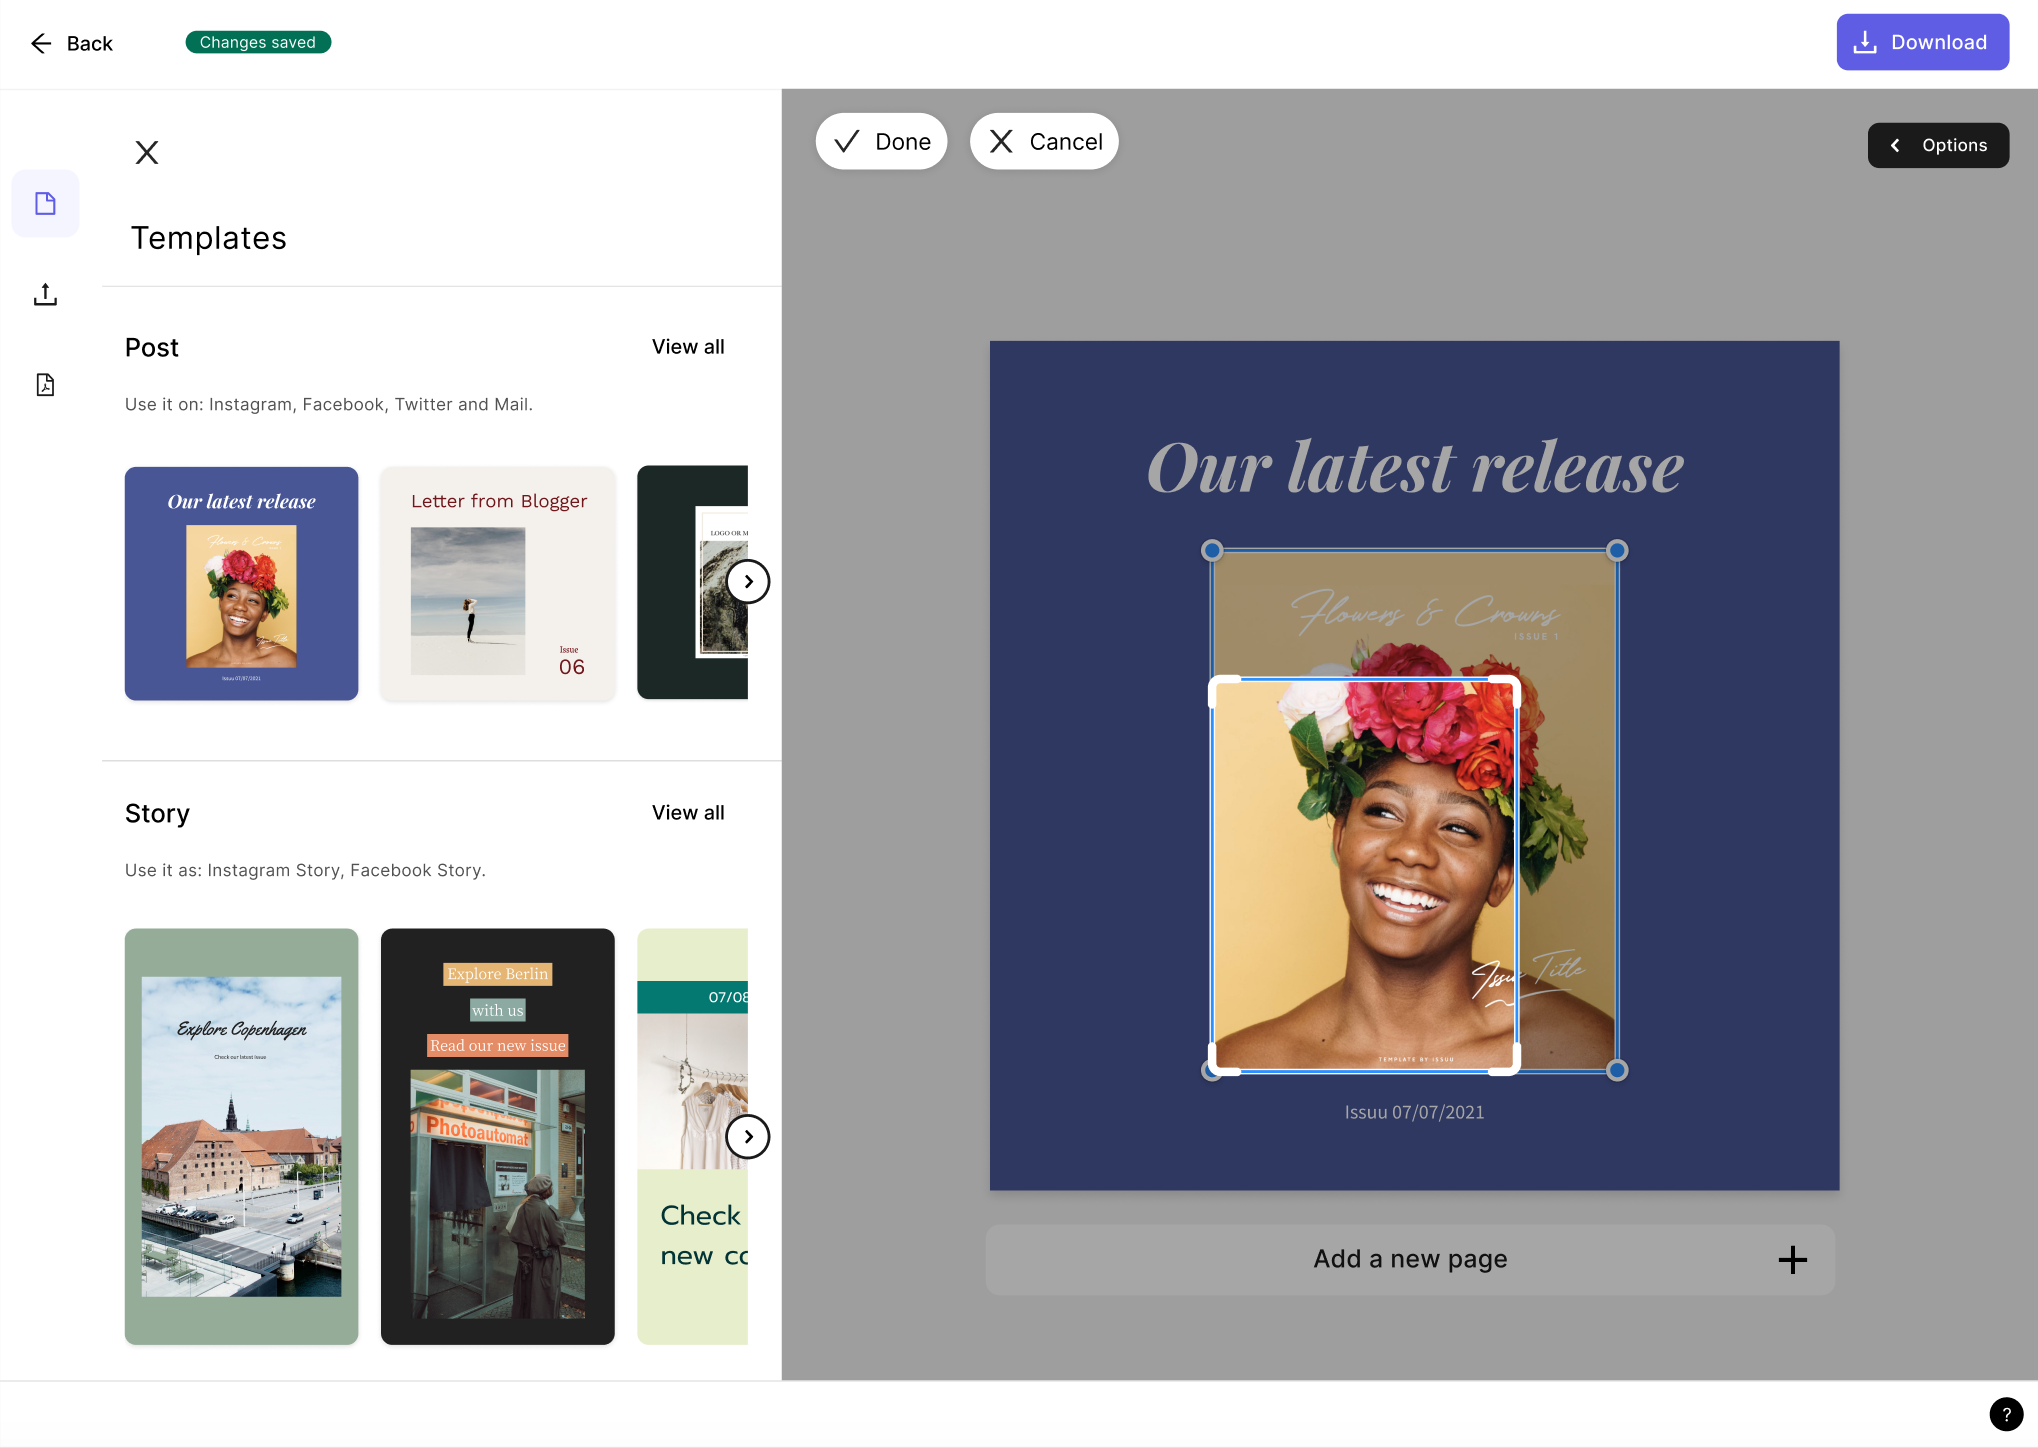 Back
Changes saved
Download
Done
Cancel
Options
Templates
Post
View all
Use it on: Instagram, Facebook, Twitter and Mail.
Our latest release
Flowers & Crowns
Issue Title
Issuu 07/07/2021
Letter from Blogger
Issue
06
LOGO OR M
Story
View all
Use it as: Instagram Story, Facebook Story.
Explore Copenhagen
Check our latest issue
Explore Berlin
with us
Read our new issue
Photoautomat
07/08
Check
new co
Our latest release
Flowers & Crowns
ISSUE 1
Issue Title
TEMPLATE BY ISSUU
Issuu 07/07/2021
Add a new page
?